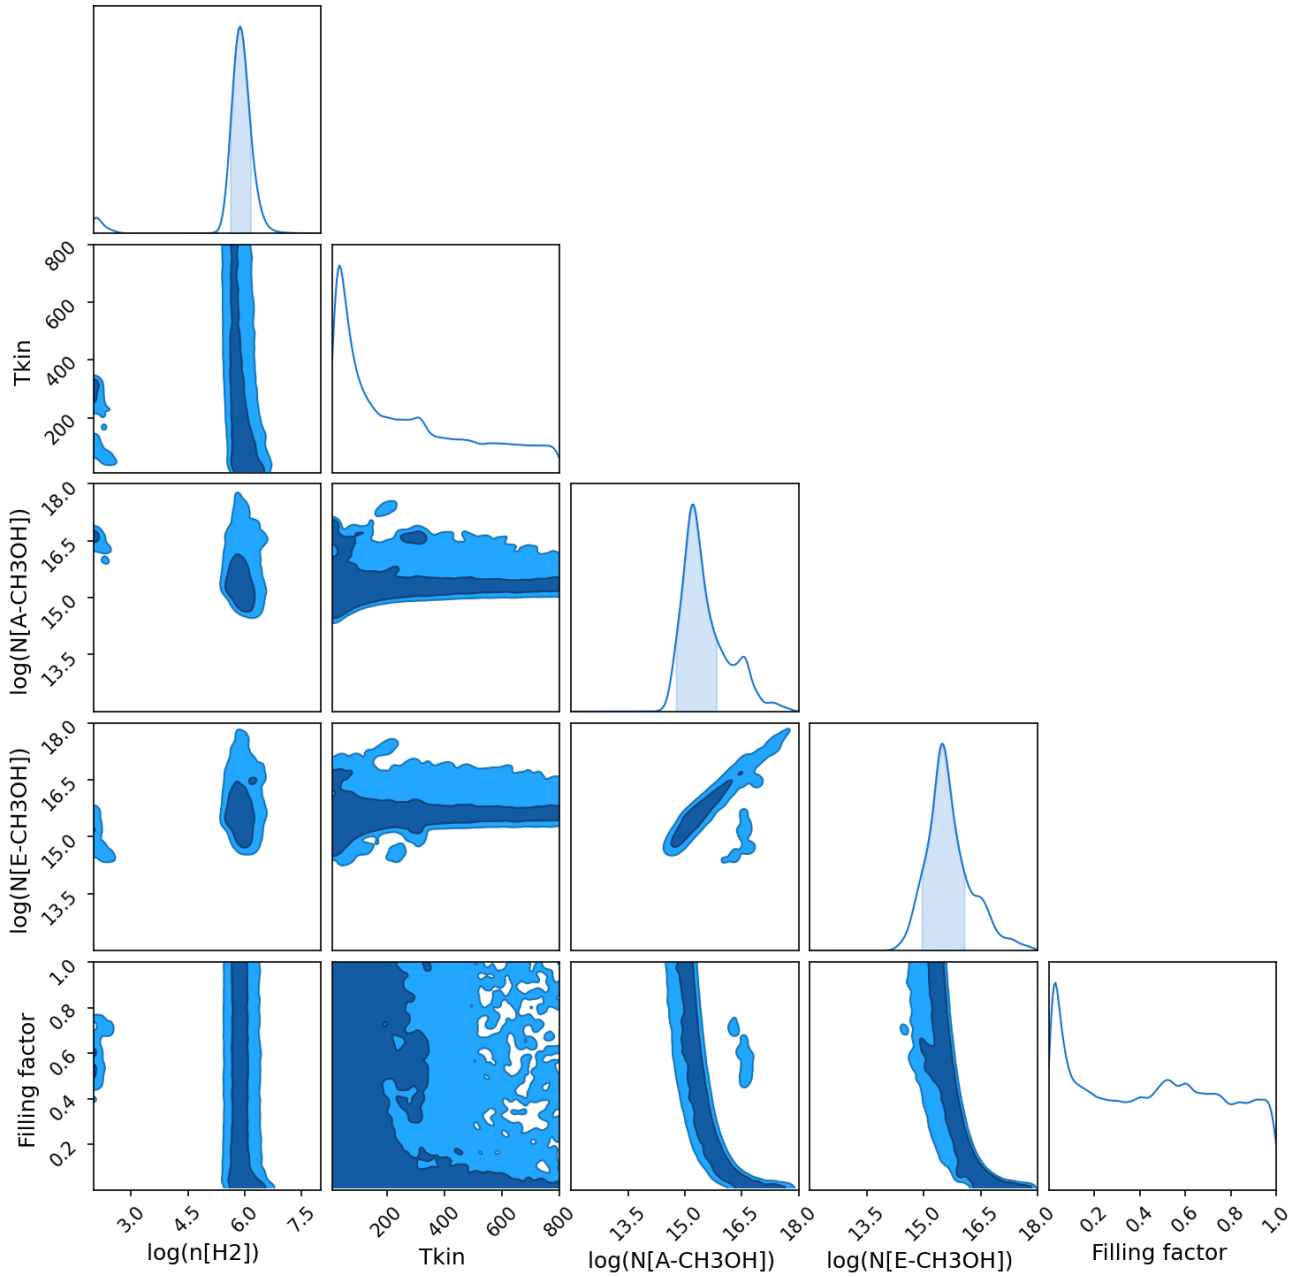 800
600
400
200
Tkin
18.0
16.5
15.0
13.5
log(N[A-CH3OH])
18.0
16.5
15.0
13.5
log(N[E-CH3OH])
1.0
0.8
0.6
0.4
0.2
Filling factor
3.0 4.5 6.0 7.5
200 400 600 800
13.5 15.0 16.5 18.0
13.5 15.0 16.5 18.0
0.2 0.4 0.6 0.8 1.0
log(n[H2]) Tkin log(N[A-CH3OH]) log(N[E-CH3OH]) Filling factor